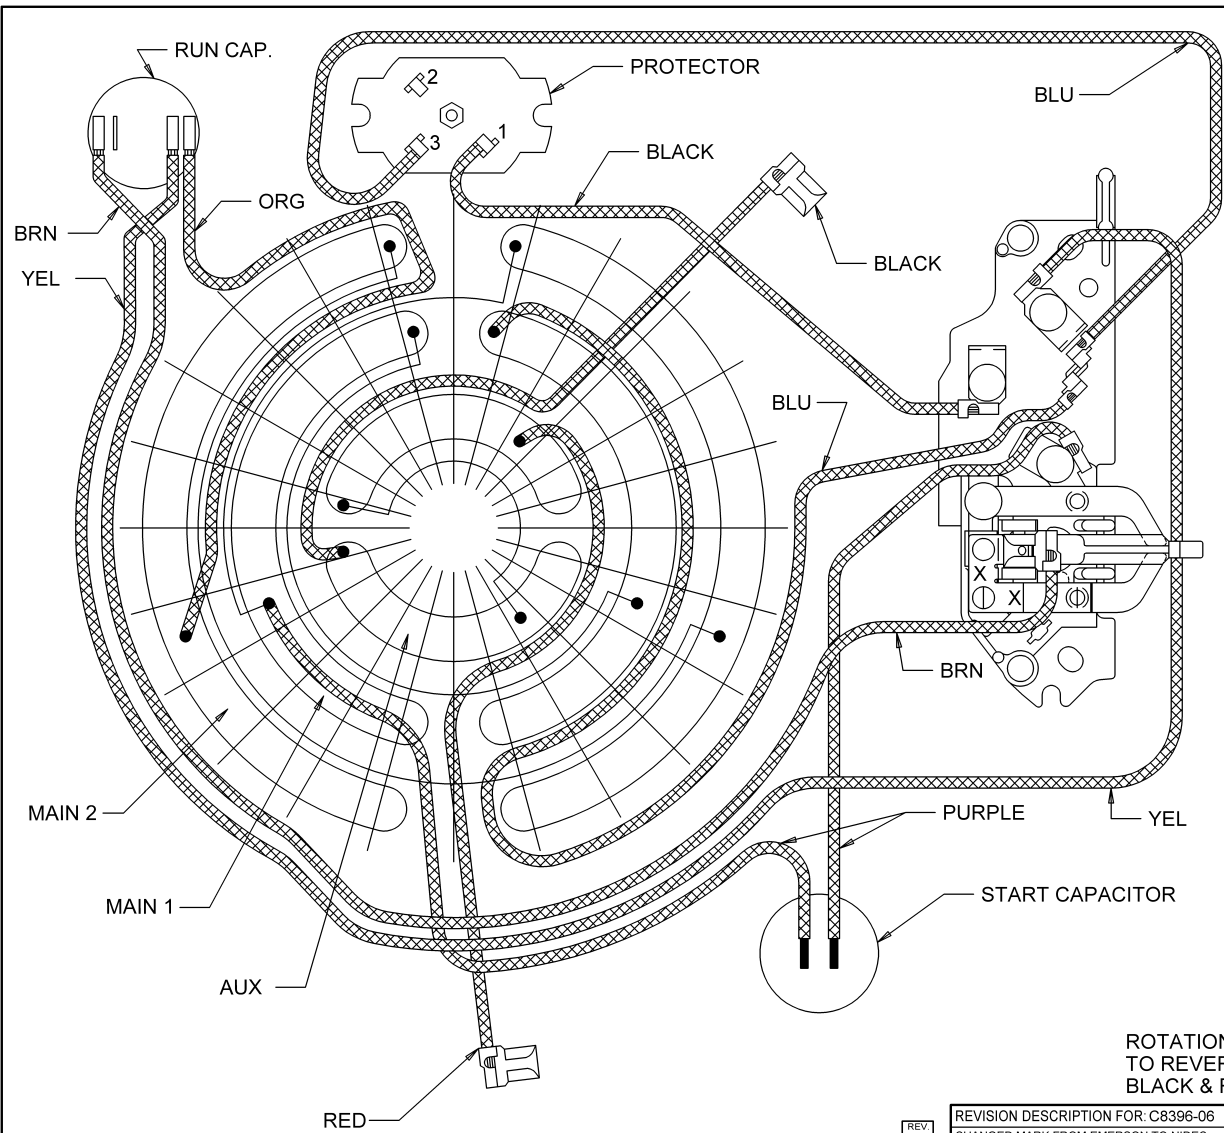 RUN CAP.
PROTECTOR
2
3
1
BLU
BLACK
ORG
BRN
YEL
BLACK
BLU
X
X
BRN
MAIN 2
PURPLE
YEL
MAIN 1
START CAPACITOR
AUX
RED
ROTATION
TO REVER
BLACK & R
REV.
REVISION DESCRIPTION FOR: C8396-06